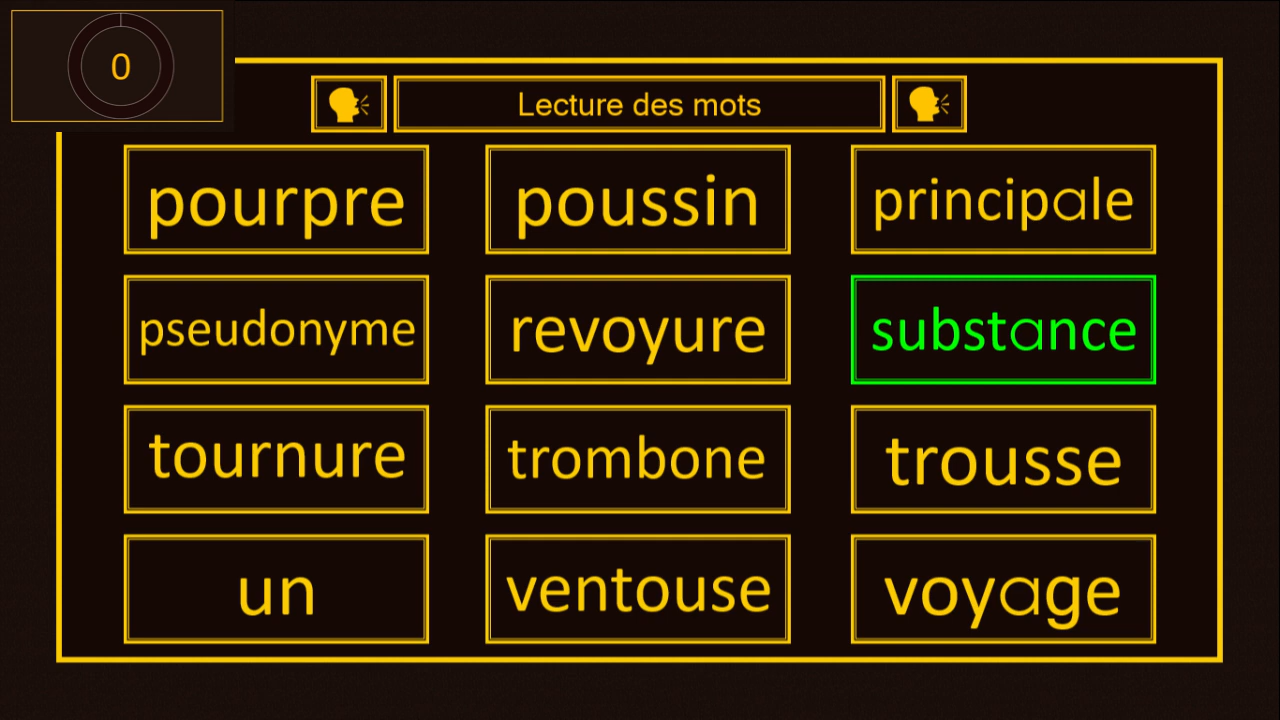 0
Lecture des mots
pourpre poussin principale
pseudonyme revoyure substance
tournure trombone trousse
un ventouse voyage